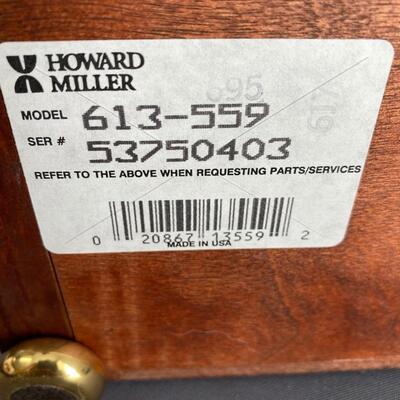 HOWARD
MILLER
MODEL 613-559
SER # 53750403
REFER TO THE ABOVE WHEN REQUESTING PARTS/SERVICES
0 20867 13559 2
MADE IN USA